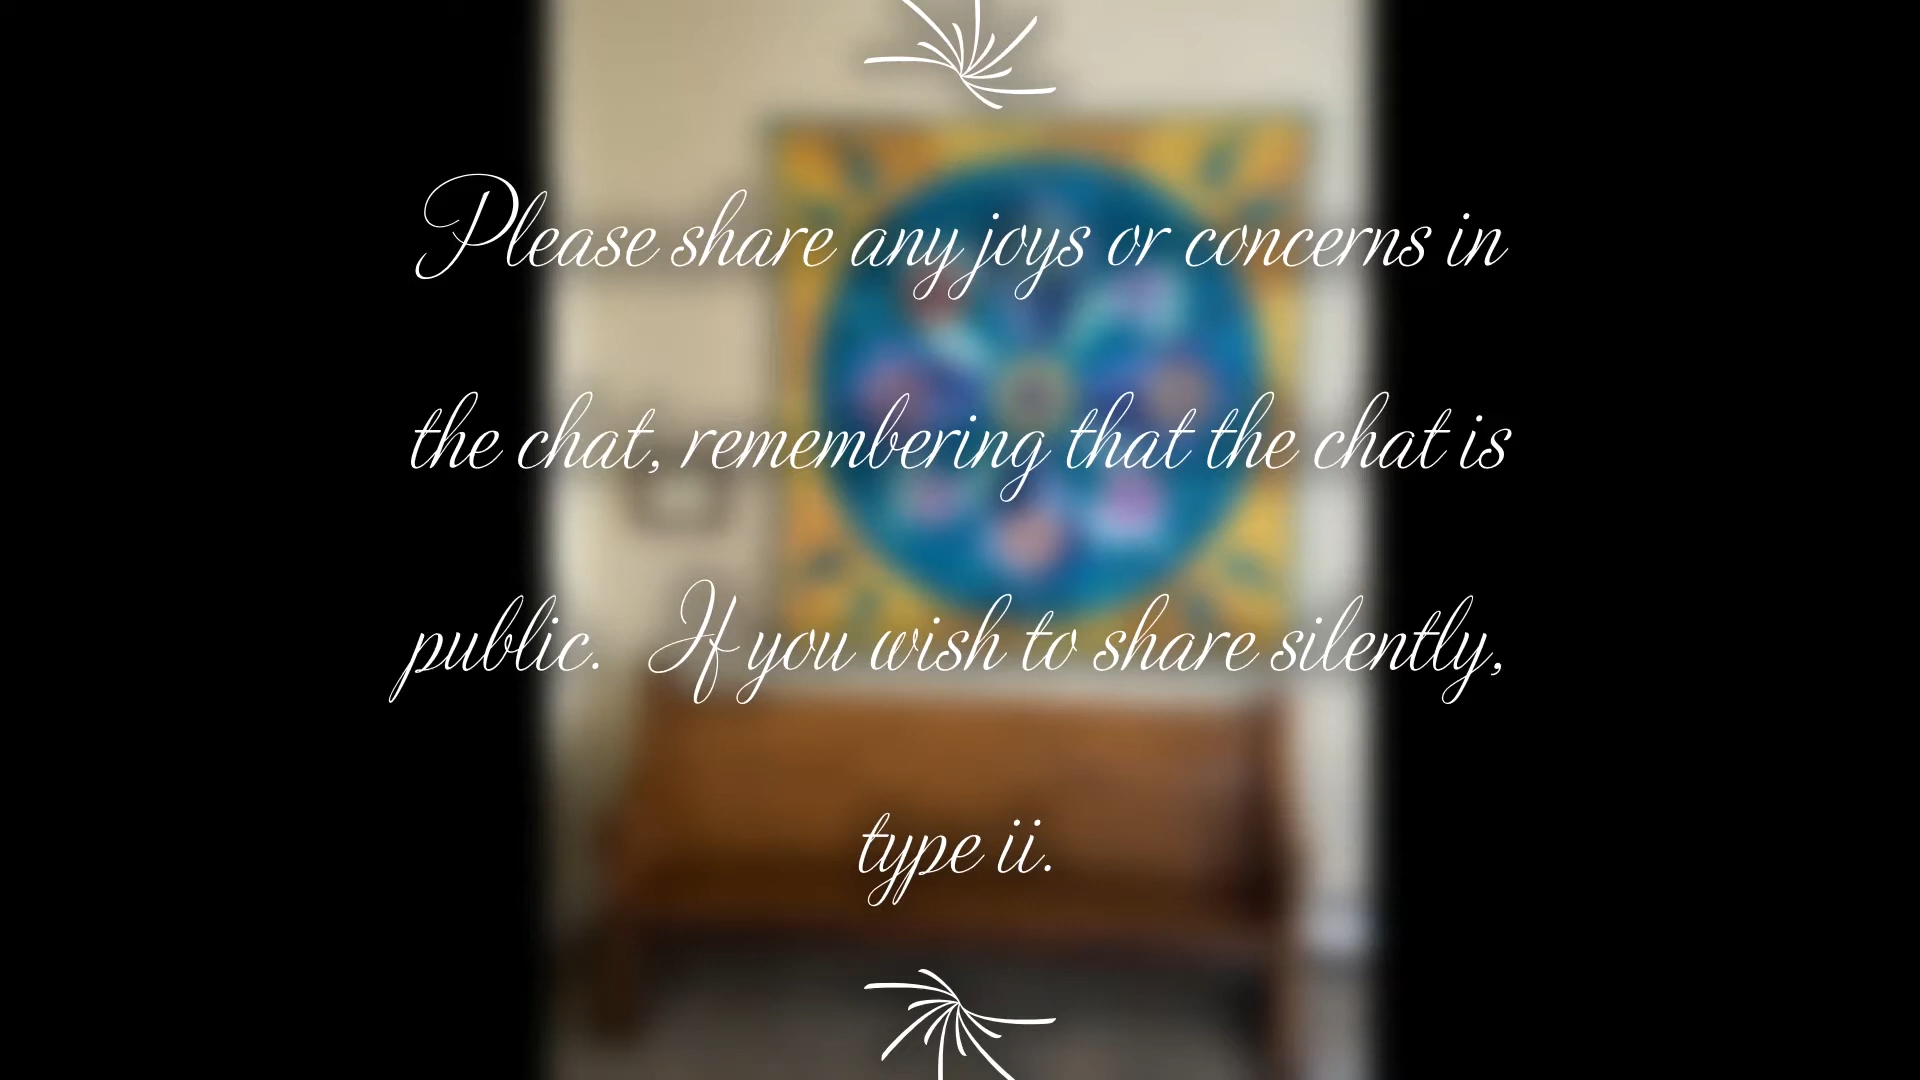 Please share any joys or concerns in
the chat, remembering that the chat is
public.  If you wish to share silently,
type ii.